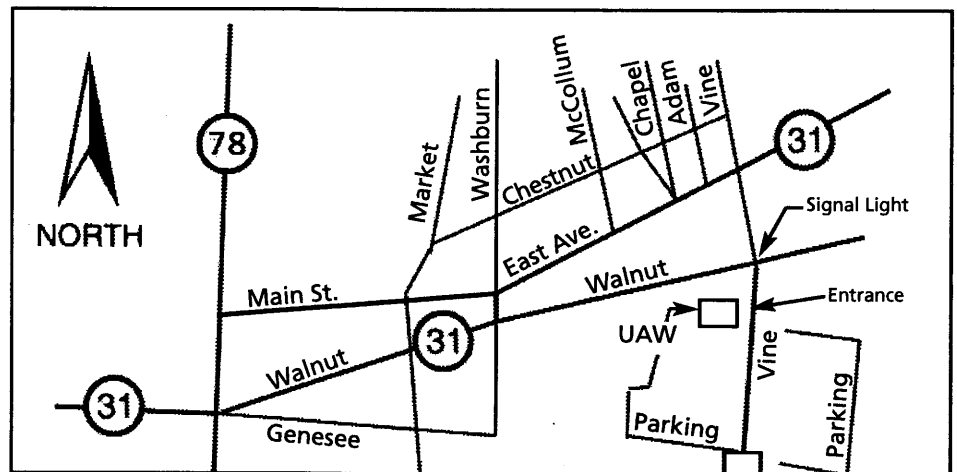 NORTH
78
Market
Washburn
McCollum
Chapel
Adam
Vine
31
Chestnut
East Ave.
Signal Light
Main St.
Walnut
Entrance
UAW
31
Walnut
Vine
31
Genesee
Parking
Parking